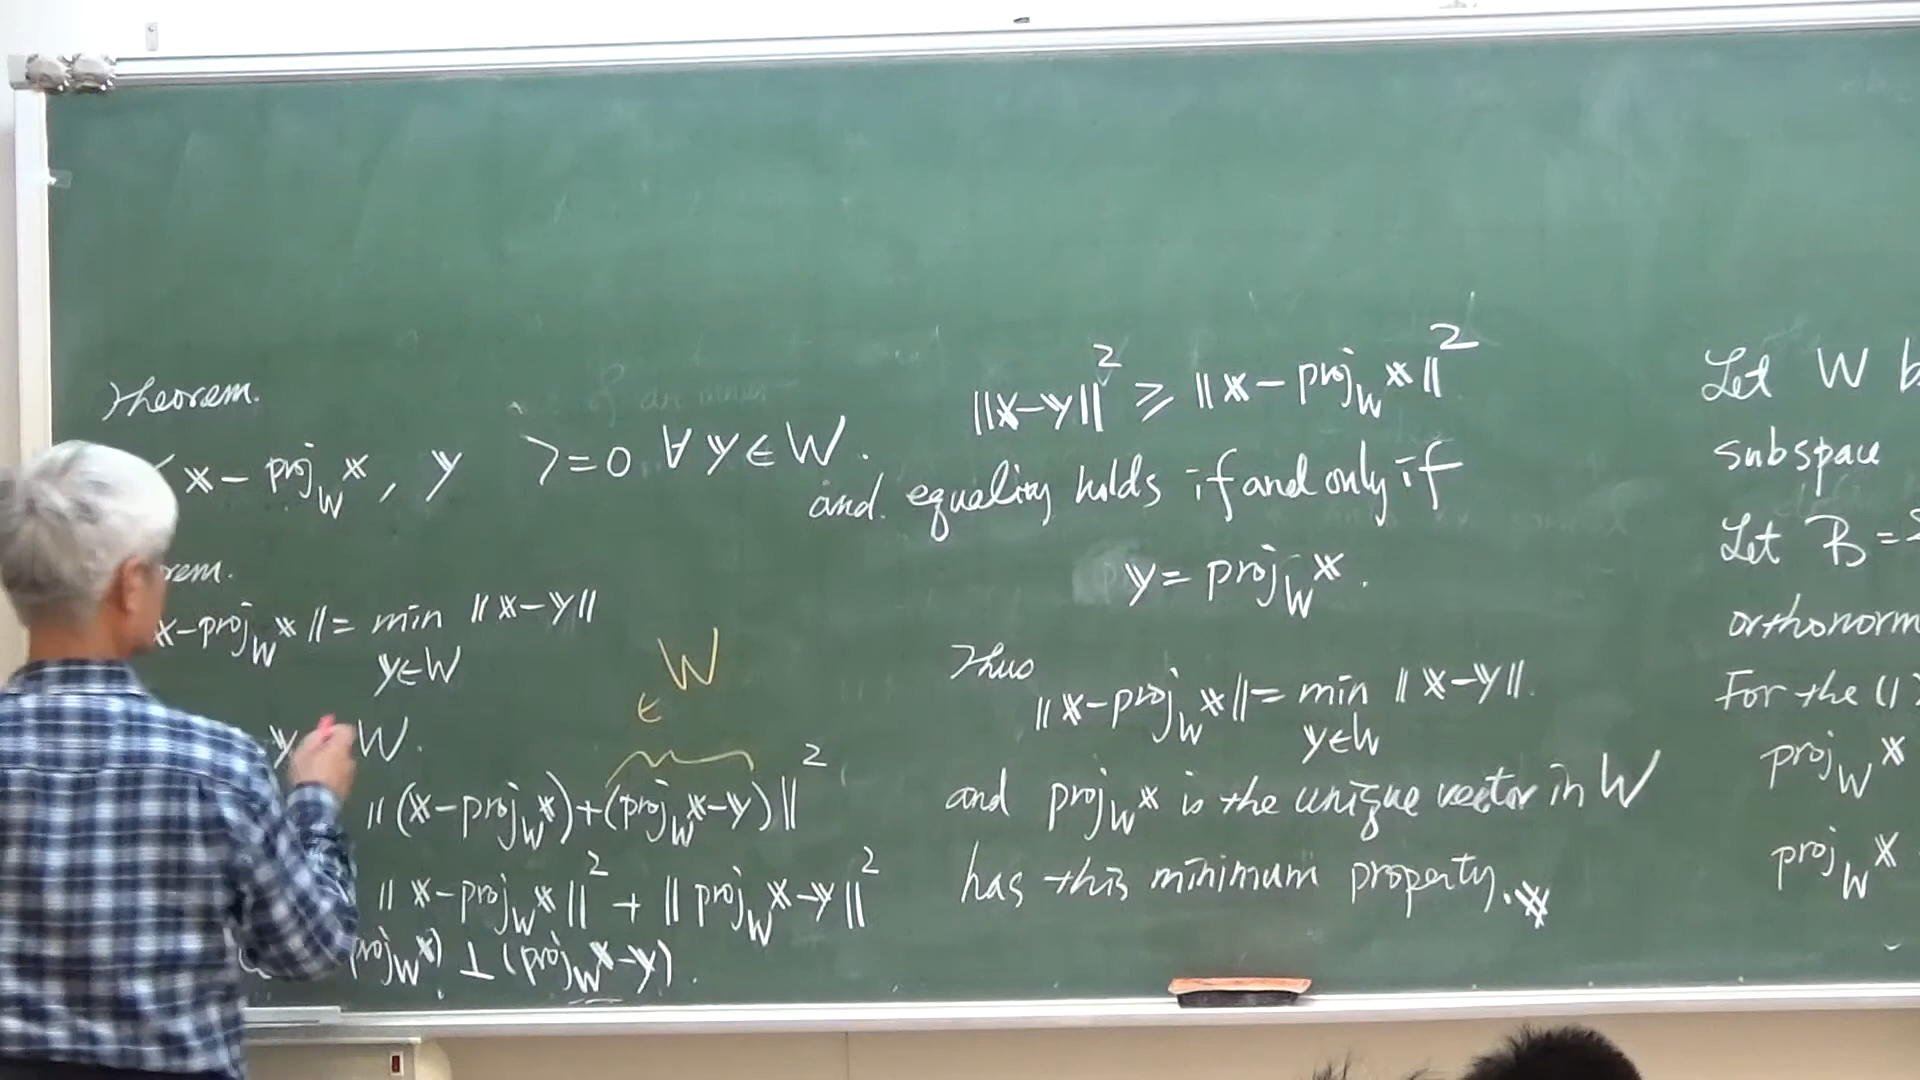 Theorem.
< x - proj_W x, y > = 0 ∀ y ∈ W.
rem.
x - proj_W x || = min || x - y ||
y ∈ W
y W.
∈ W
|| (x - proj_W x) + (proj_W x - y) ||²
|| x - proj_W x ||² + || proj_W x - y ||²
proj_W x) ⊥ (proj_W x - y).
|| x - y ||² ≥ || x - proj_W x ||²
and equality holds if and only if
y = proj_W x.
Thus
|| x - proj_W x || = min || x - y ||.
y ∈ W
and proj_W x is the unique vector in W
has this minimum property.
Let W b
subspace
Let B =
orthonorm
For the (1)
proj_W x
proj_W x